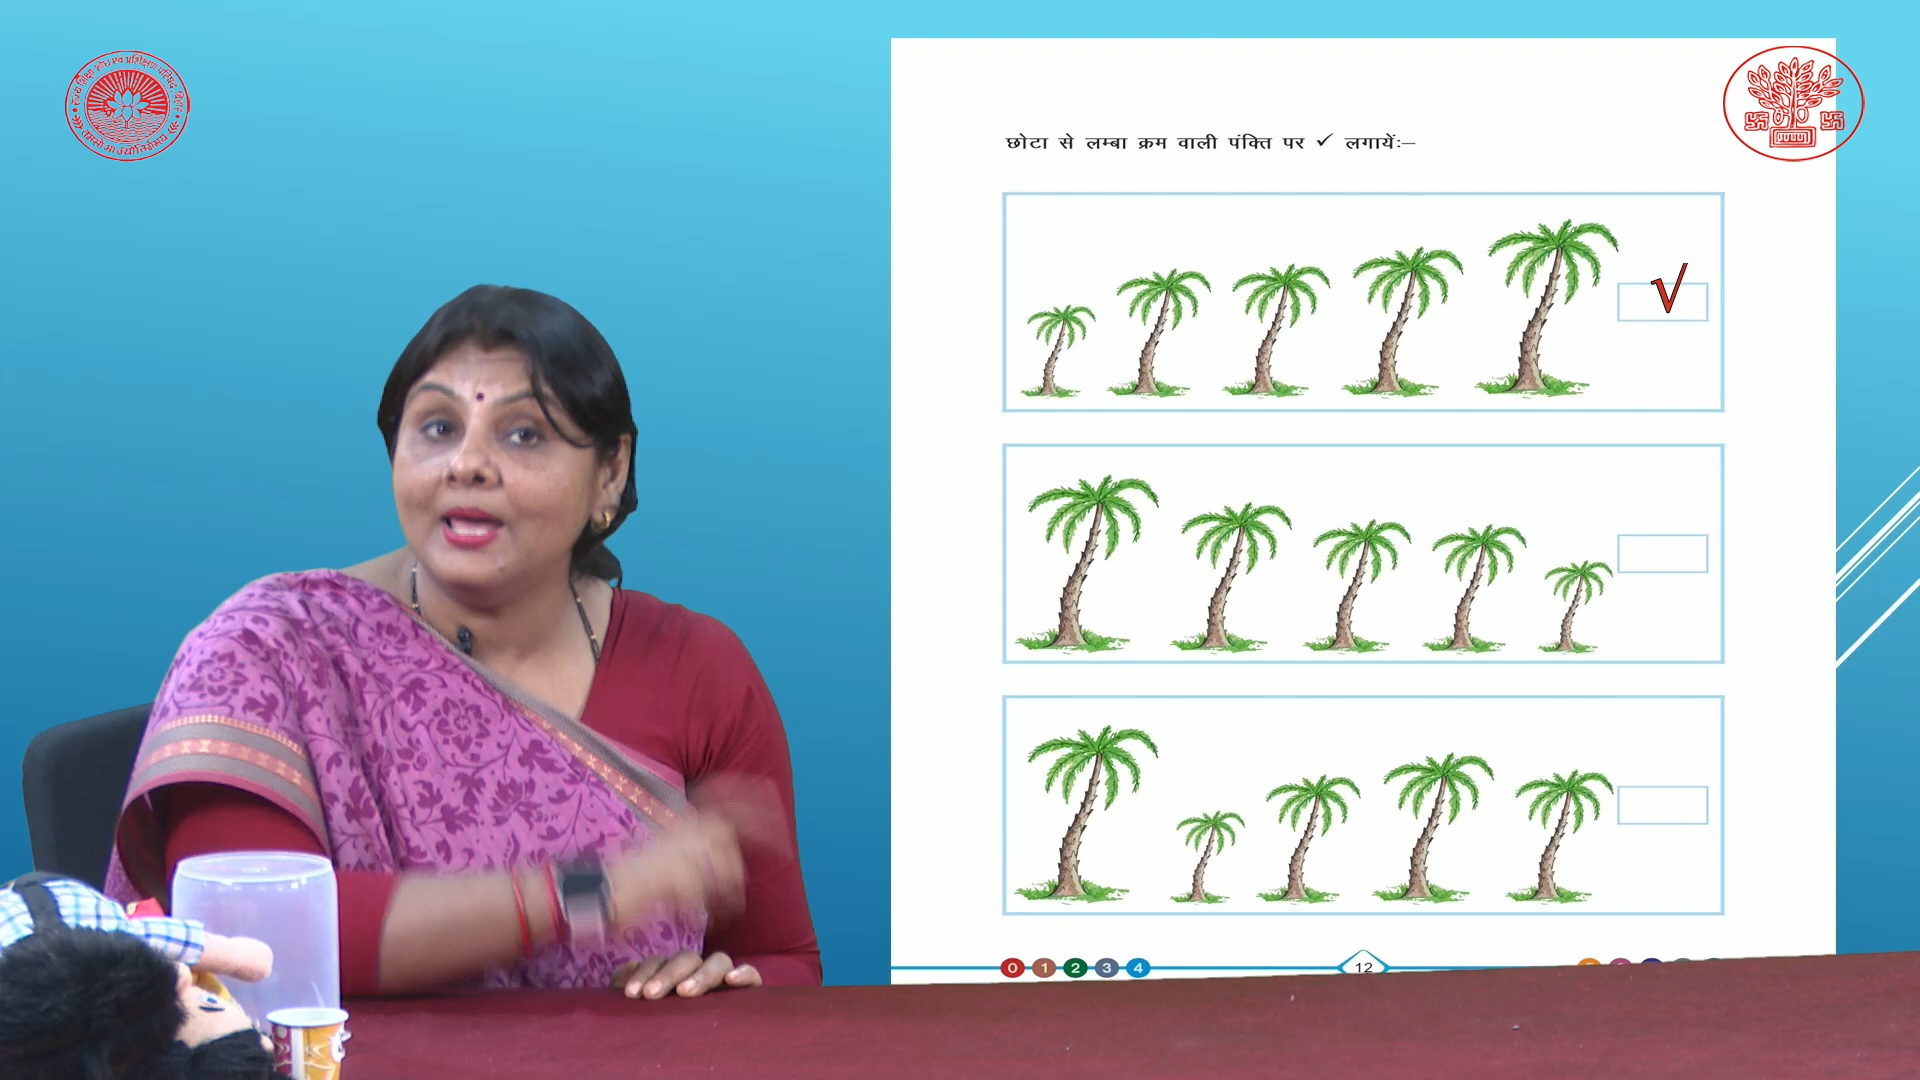 छोटा से लम्बा क्रम वाली पंक्ति पर ✓ लगायें:–
√
0 1 2 3 4
12